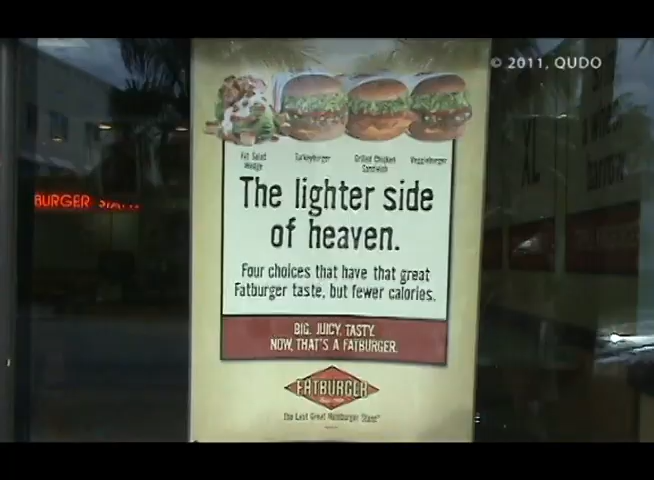 © 2011, QUDO
Fat Salad Wedge
Turkeyburger
Grilled Chicken Sandwich
Veggieburger
The lighter side
of heaven.
Four choices that have that great
Fatburger taste, but fewer calories.
BIG. JUICY. TASTY.
NOW, THAT'S A FATBURGER.
FATBURGER
The Last Great Hamburger Stand
BURGER